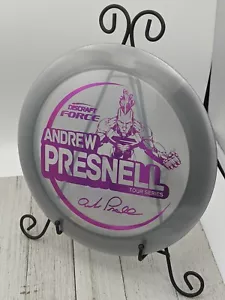 DISCRAFT
FORCE
ANDREW
PRESNELL
TOUR SERIES